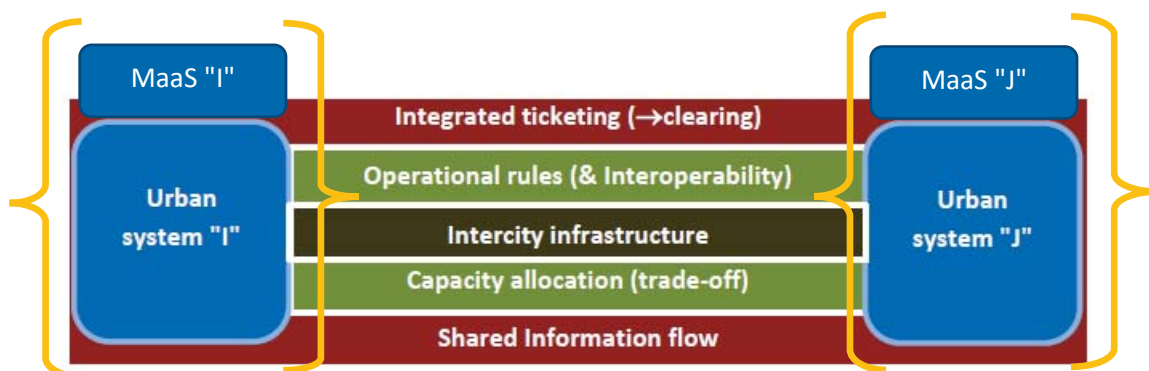 MaaS "I"
MaaS "J"
Integrated ticketing (→clearing)
Operational rules (& Interoperability)
Urban
system "I"
Intercity infrastructure
Urban
system "J"
Capacity allocation (trade-off)
Shared Information flow